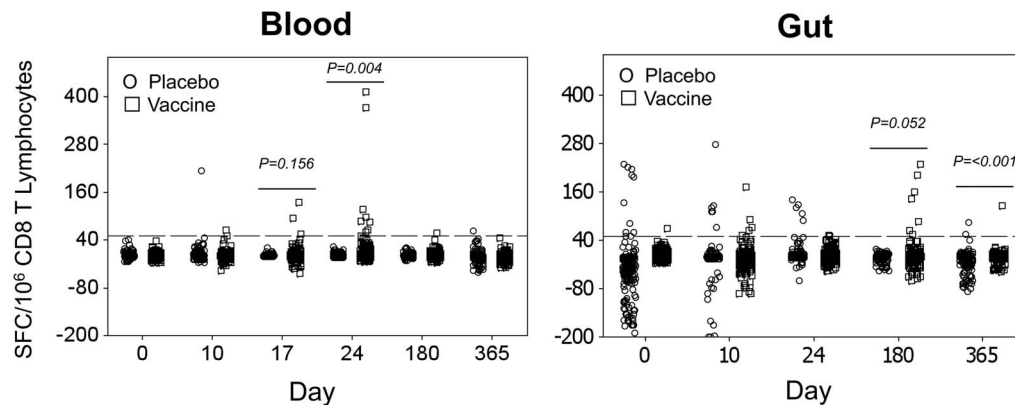 Blood
SFC/10⁶ CD8 T Lymphocytes
400
280
160
40
-80
-200
Placebo
Vaccine
P=0.156
P=0.004
0 10 17 24 180 365
Day
Gut
400
280
160
40
-80
-200
Placebo
Vaccine
P=0.052
P=<0.001
0 10 24 180 365
Day